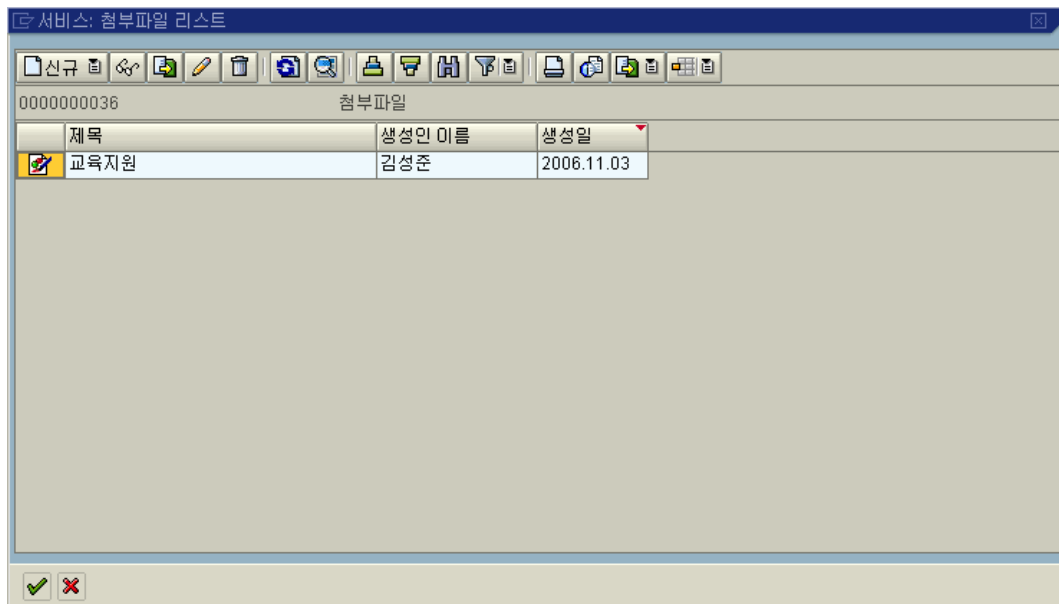 서비스: 첨부파일 리스트
신규
0000000036 첨부파일
제목 생성인 이름 생성일
교육지원 김성준 2006.11.03